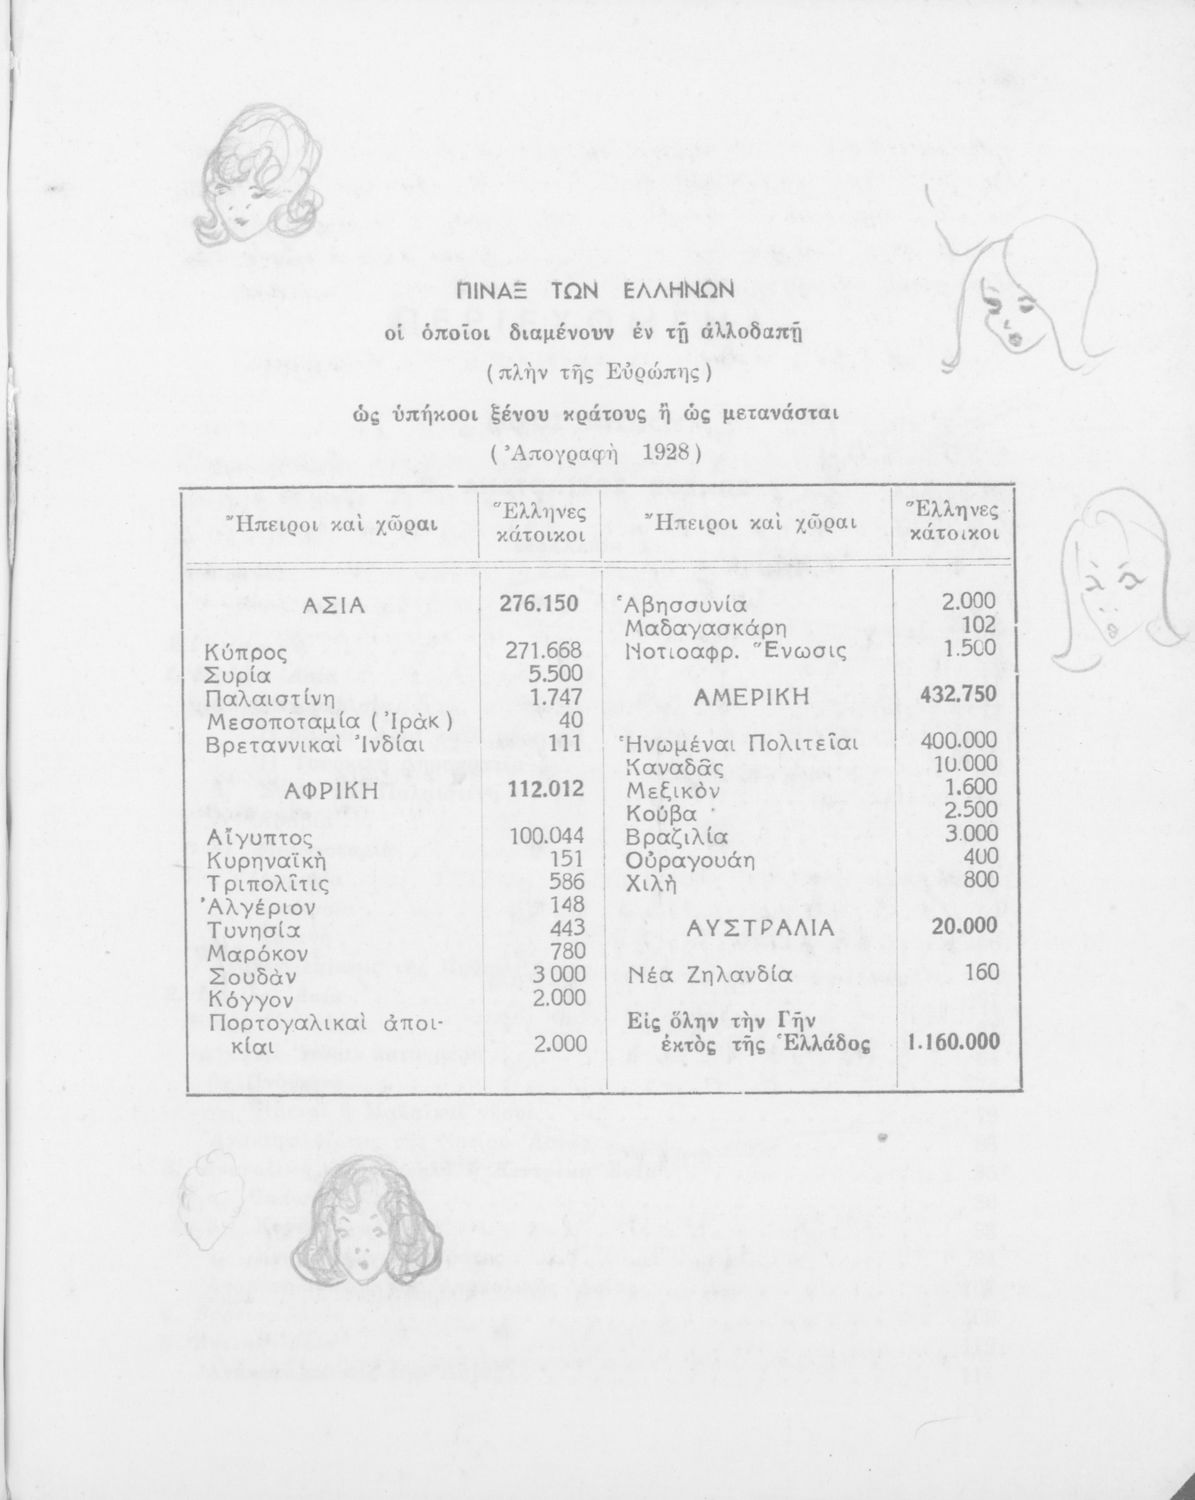 ΠΙΝΑΞ ΤΩΝ ΕΛΛΗΝΩΝ
οἱ ὁποῖοι διαμένουν ἐν τῇ ἀλλοδαπῇ
(πλὴν τῆς Εὐρώπης)
ὡς ὑπήκοοι ξένου κράτους ἢ ὡς μετανάσται
(Ἀπογραφὴ 1928)
Ἤπειροι καὶ χῶραι
Ἕλληνες
κάτοικοι
ΑΣΙΑ 276.150
Κύπρος 271.668
Συρία 5.500
Παλαιστίνη 1.747
Μεσοποταμία (Ἰρὰκ) 40
Βρεταννικαὶ Ἰνδίαι 111
ΑΦΡΙΚΗ 112.012
Αἴγυπτος 100.044
Κυρηναϊκὴ 151
Τριπολῖτις 586
Ἀλγέριον 148
Τυνησία 443
Μαρόκον 780
Σουδὰν 3 000
Κόγγον 2.000
Πορτογαλικαὶ ἀποι-
κίαι 2.000
Ἤπειροι καὶ χῶραι
Ἕλληνες
κάτοικοι
Ἀβησσυνία 2.000
Μαδαγασκάρη 102
Νοτιοαφρ. Ἕνωσις 1.500
ΑΜΕΡΙΚΗ 432.750
Ἡνωμέναι Πολιτεῖαι 400.000
Καναδᾶς 10.000
Μεξικὸν 1.600
Κούβα 2.500
Βραζιλία 3.000
Οὐραγουάη 400
Χιλὴ 800
ΑΥΣΤΡΑΛΙΑ 20.000
Νέα Ζηλανδία 160
Εἰς ὅλην τὴν Γῆν
ἐκτὸς τῆς Ἑλλάδος 1.160.000